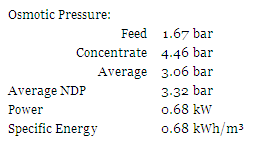 Osmotic Pressure:
Feed 1.67 bar
Concentrate 4.46 bar
Average 3.06 bar
Average NDP 3.32 bar
Power 0.68 kW
Specific Energy 0.68 kWh/m³